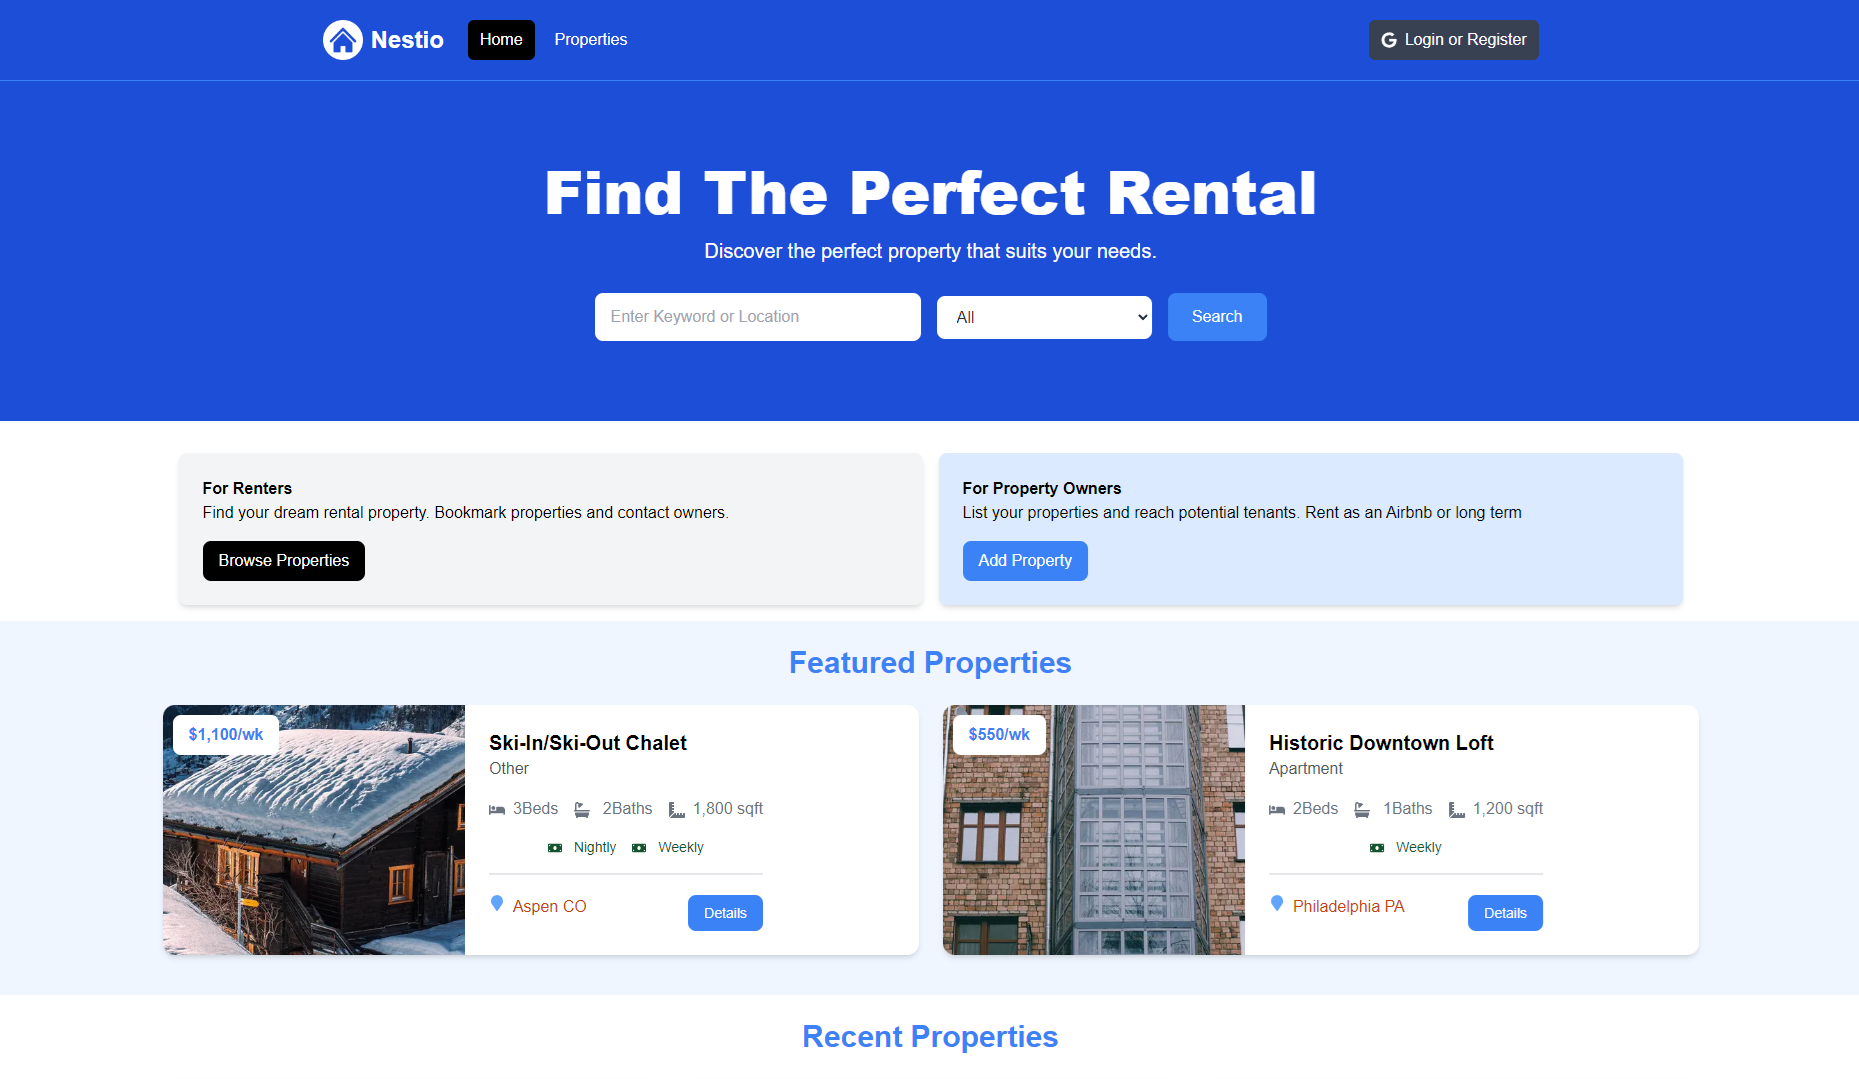 Nestio
Home
Properties
Login or Register
Find The Perfect Rental
Discover the perfect property that suits your needs.
Enter Keyword or Location
All
Search
For Renters
Find your dream rental property. Bookmark properties and contact owners.
Browse Properties
For Property Owners
List your properties and reach potential tenants. Rent as an Airbnb or long term
Add Property
Featured Properties
$1,100/wk
Ski-In/Ski-Out Chalet
Other
3Beds 2Baths 1,800 sqft
Nightly Weekly
Aspen CO
Details
$550/wk
Historic Downtown Loft
Apartment
2Beds 1Baths 1,200 sqft
Weekly
Philadelphia PA
Details
Recent Properties